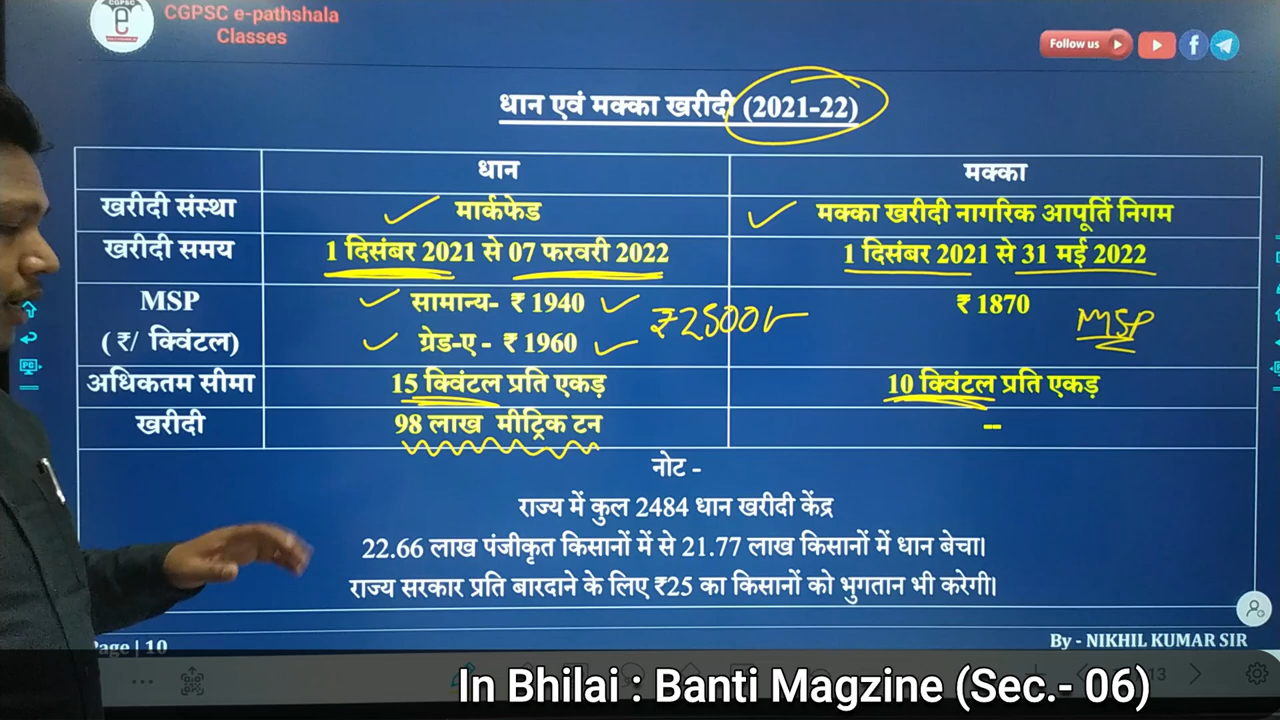 CGPSC
e
CGPSC e-pathshala
Classes
Follow us
धान एवं मक्का खरीदी (2021-22)
धान मक्का
खरीदी संस्था मार्कफेड मक्का खरीदी नागरिक आपूर्ति निगम
खरीदी समय 1 दिसंबर 2021 से 07 फरवरी 2022 1 दिसंबर 2021 से 31 मई 2022
MSP सामान्य- ₹ 1940 ₹ 1870
₹2500 MSP
( ₹/ क्विंटल) ग्रेड-ए - ₹ 1960
अधिकतम सीमा 15 क्विंटल प्रति एकड़ 10 क्विंटल प्रति एकड़
खरीदी 98 लाख मीट्रिक टन --
नोट -
राज्य में कुल 2484 धान खरीदी केंद्र
22.66 लाख पंजीकृत किसानों में से 21.77 लाख किसानों में धान बेचा।
राज्य सरकार प्रति बारदाने के लिए ₹25 का किसानों को भुगतान भी करेगी।
Page | 10 By - NIKHIL KUMAR SIR
13
In Bhilai : Banti Magzine (Sec.- 06)